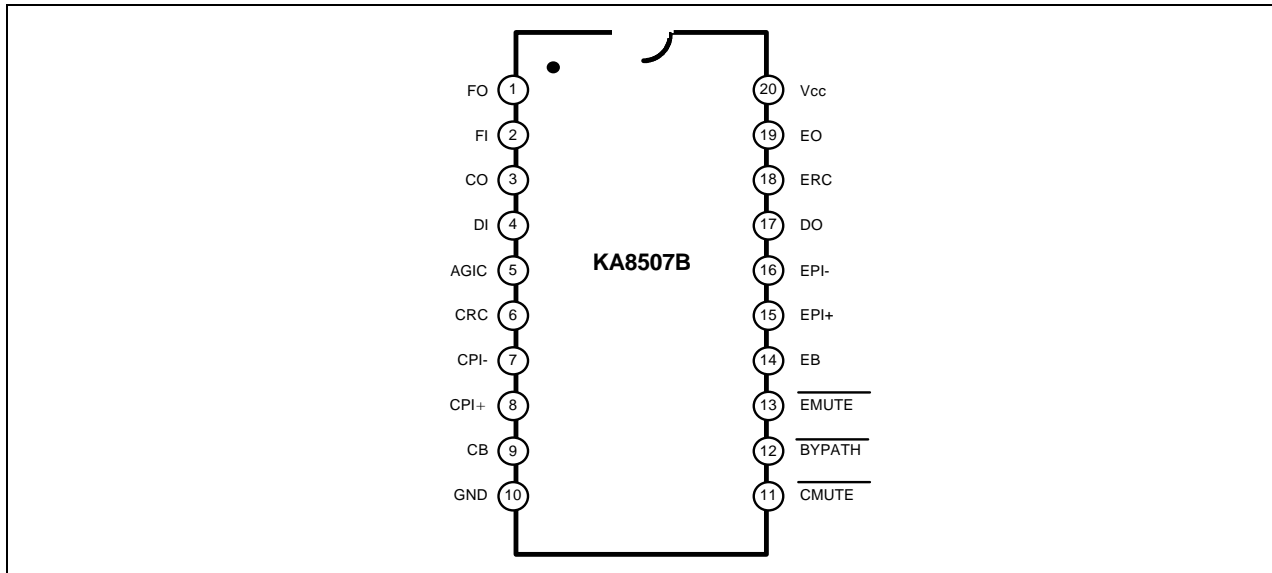 FO 1 20 Vcc
FI 2 19 EO
CO 3 18 ERC
DI 4 17 DO
KA8507B
AGIC 5 16 EPI-
CRC 6 15 EPI+
CPI- 7 14 EB
CPI+ 8 13 EMUTE
CB 9 12 BYPATH
GND 10 11 CMUTE